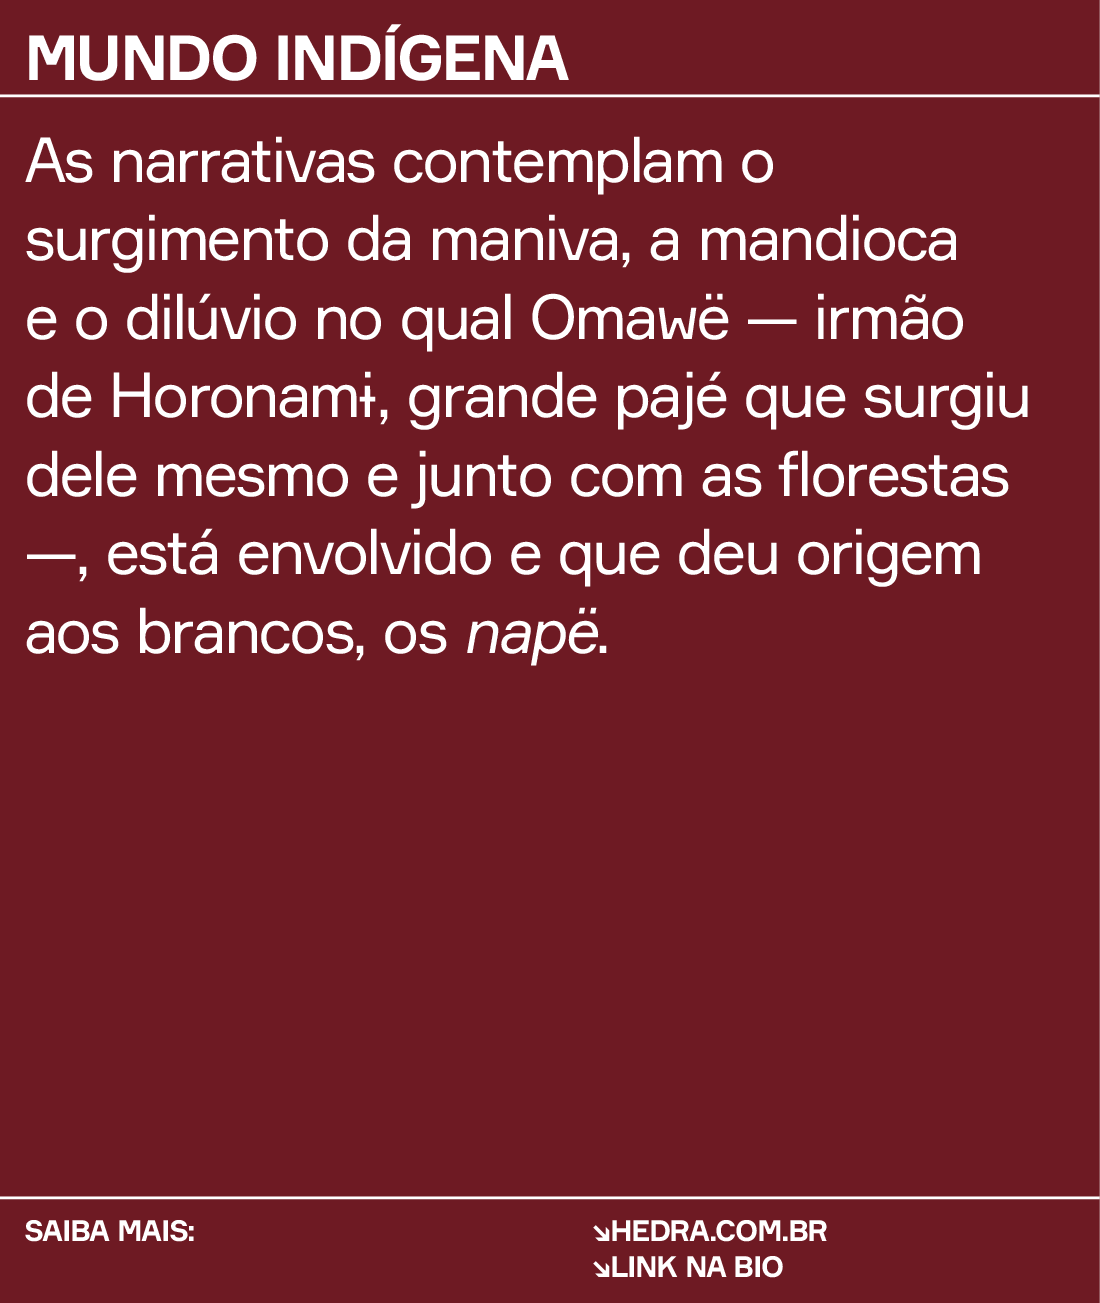 MUNDO INDÍGENA
As narrativas contemplam o
surgimento da maniva, a mandioca
e o dilúvio no qual Omawë — irmão
de Horonamɨ, grande pajé que surgiu
dele mesmo e junto com as florestas
—, está envolvido e que deu origem
aos brancos, os napë.
SAIBA MAIS:
↘HEDRA.COM.BR
↘LINK NA BIO